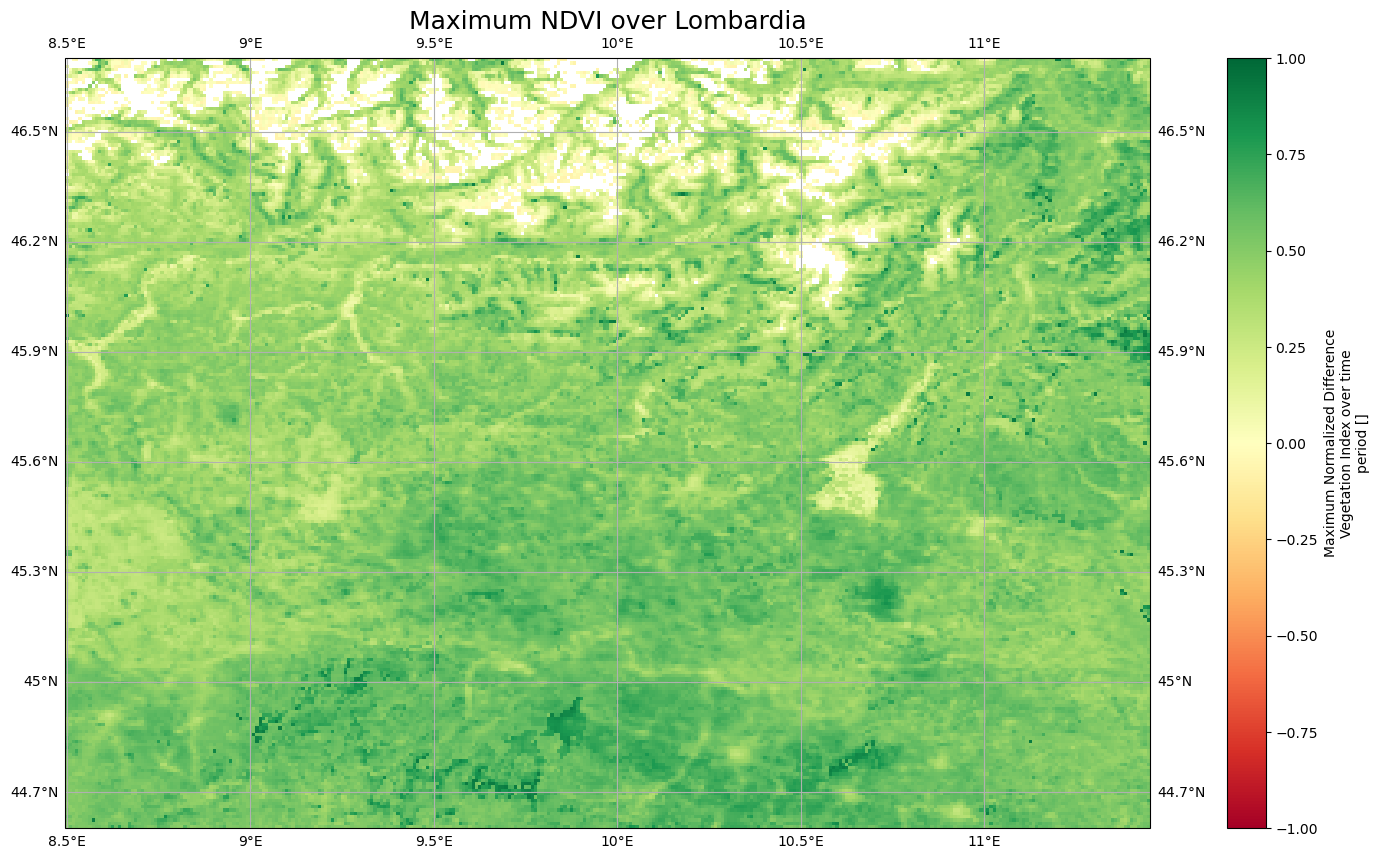 Maximum NDVI over Lombardia
8.5°E 9°E 9.5°E 10°E 10.5°E 11°E
46.5°N 46.5°N
46.2°N 46.2°N
45.9°N 45.9°N
45.6°N 45.6°N
45.3°N 45.3°N
45°N 45°N
44.7°N 44.7°N
8.5°E 9°E 9.5°E 10°E 10.5°E 11°E
1.00
0.75
0.50
0.25
0.00
−0.25
−0.50
−0.75
−1.00
Maximum Normalized Difference
Vegetation Index over time
period []